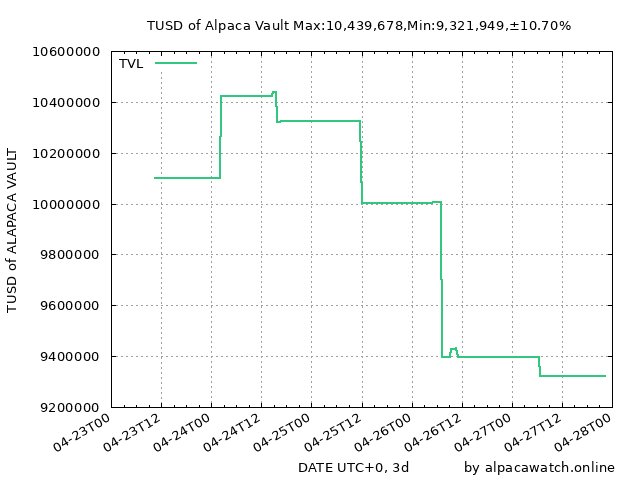 TUSD of Alpaca Vault Max:10,439,678,Min:9,321,949,±10.70%
TVL
10600000
10400000
10200000
10000000
9800000
9600000
9400000
9200000
TUSD of ALAPACA VAULT
04-23T00
04-23T12
04-24T00
04-24T12
04-25T00
04-25T12
04-26T00
04-26T12
04-27T00
04-27T12
04-28T00
DATE UTC+0, 3d
by alpacawatch.online